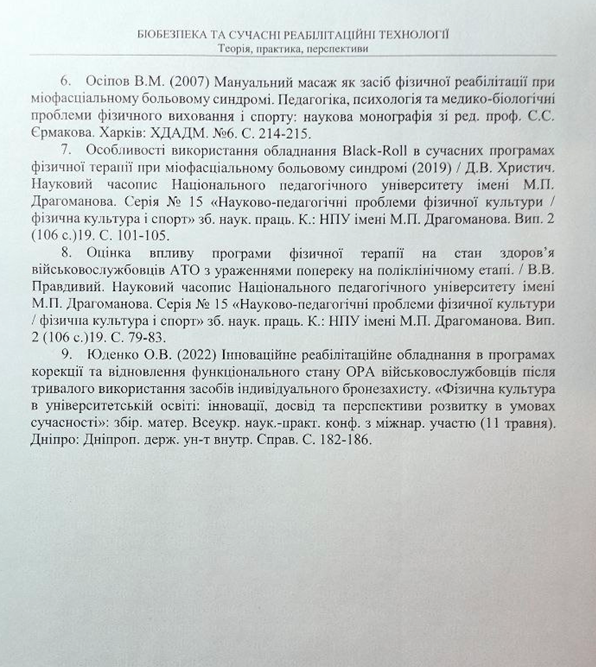 БІОБЕЗПЕКА ТА СУЧАСНІ РЕАБІЛІТАЦІЙНІ ТЕХНОЛОГІЇ
Теорія, практика, перспективи
6. Осіпов В.М. (2007) Мануальний масаж як засіб фізичної реабілітації при
міофасціальному больовому синдромі. Педагогіка, психологія та медико-біологічні
проблеми фізичного виховання і спорту: наукова монографія зі ред. проф. С.С.
Єрмакова. Харків: ХДАДМ. №6. С. 214-215.
7. Особливості використання обладнання Black-Roll в сучасних програмах
фізичної терапії при міофасціальному больовому синдромі (2019) / Д.В. Христич.
Науковий часопис Національного педагогічного університету імені М.П.
Драгоманова. Серія № 15 «Науково-педагогічні проблеми фізичної культури /
фізична культура і спорт» зб. наук. праць. К.: НПУ імені М.П. Драгоманова. Вип. 2
(106 с.)19. С. 101-105.
8. Оцінка впливу програми фізичної терапії на стан здоров’я
військовослужбовців АТО з ураженнями попереку на поліклінічному етапі. / В.В.
Правдивий. Науковий часопис Національного педагогічного університету імені
М.П. Драгоманова. Серія № 15 «Науково-педагогічні проблеми фізичної культури
/ фізична культура і спорт» зб. наук. праць. К.: НПУ імені М.П. Драгоманова. Вип.
2 (106 с.)19. С. 79-83.
9. Юденко О.В. (2022) Інноваційне реабілітаційне обладнання в програмах
корекції та відновлення функціонального стану ОРА військовослужбовців після
тривалого використання засобів індивідуального бронезахисту. «Фізична культура
в університетській освіті: інновації, досвід та перспективи розвитку в умовах
сучасності»: збір. матер. Всеукр. наук.-практ. конф. з міжнар. участю (11 травня).
Дніпро: Дніпроп. держ. ун-т внутр. Справ. С. 182-186.